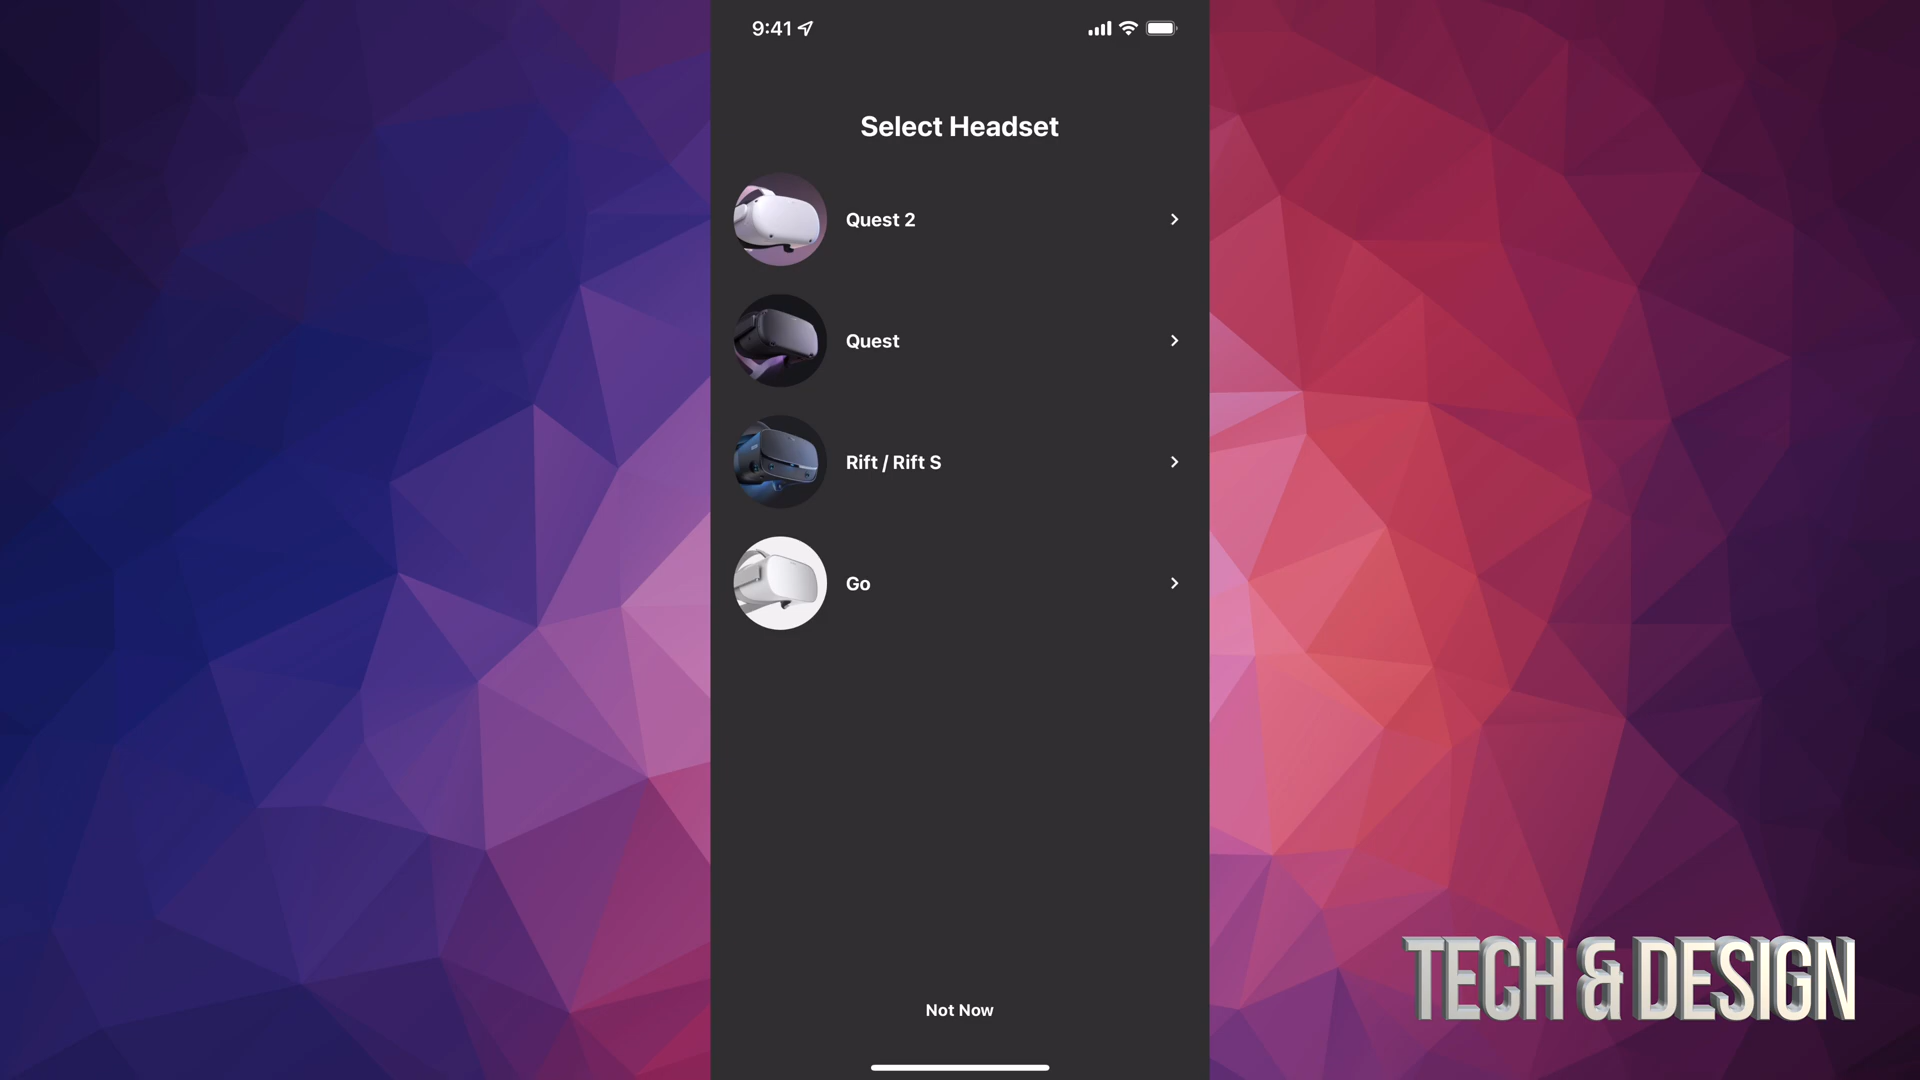 9:41
Select Headset
Quest 2
Quest
Rift / Rift S
Go
Not Now
TECH & DESIGN